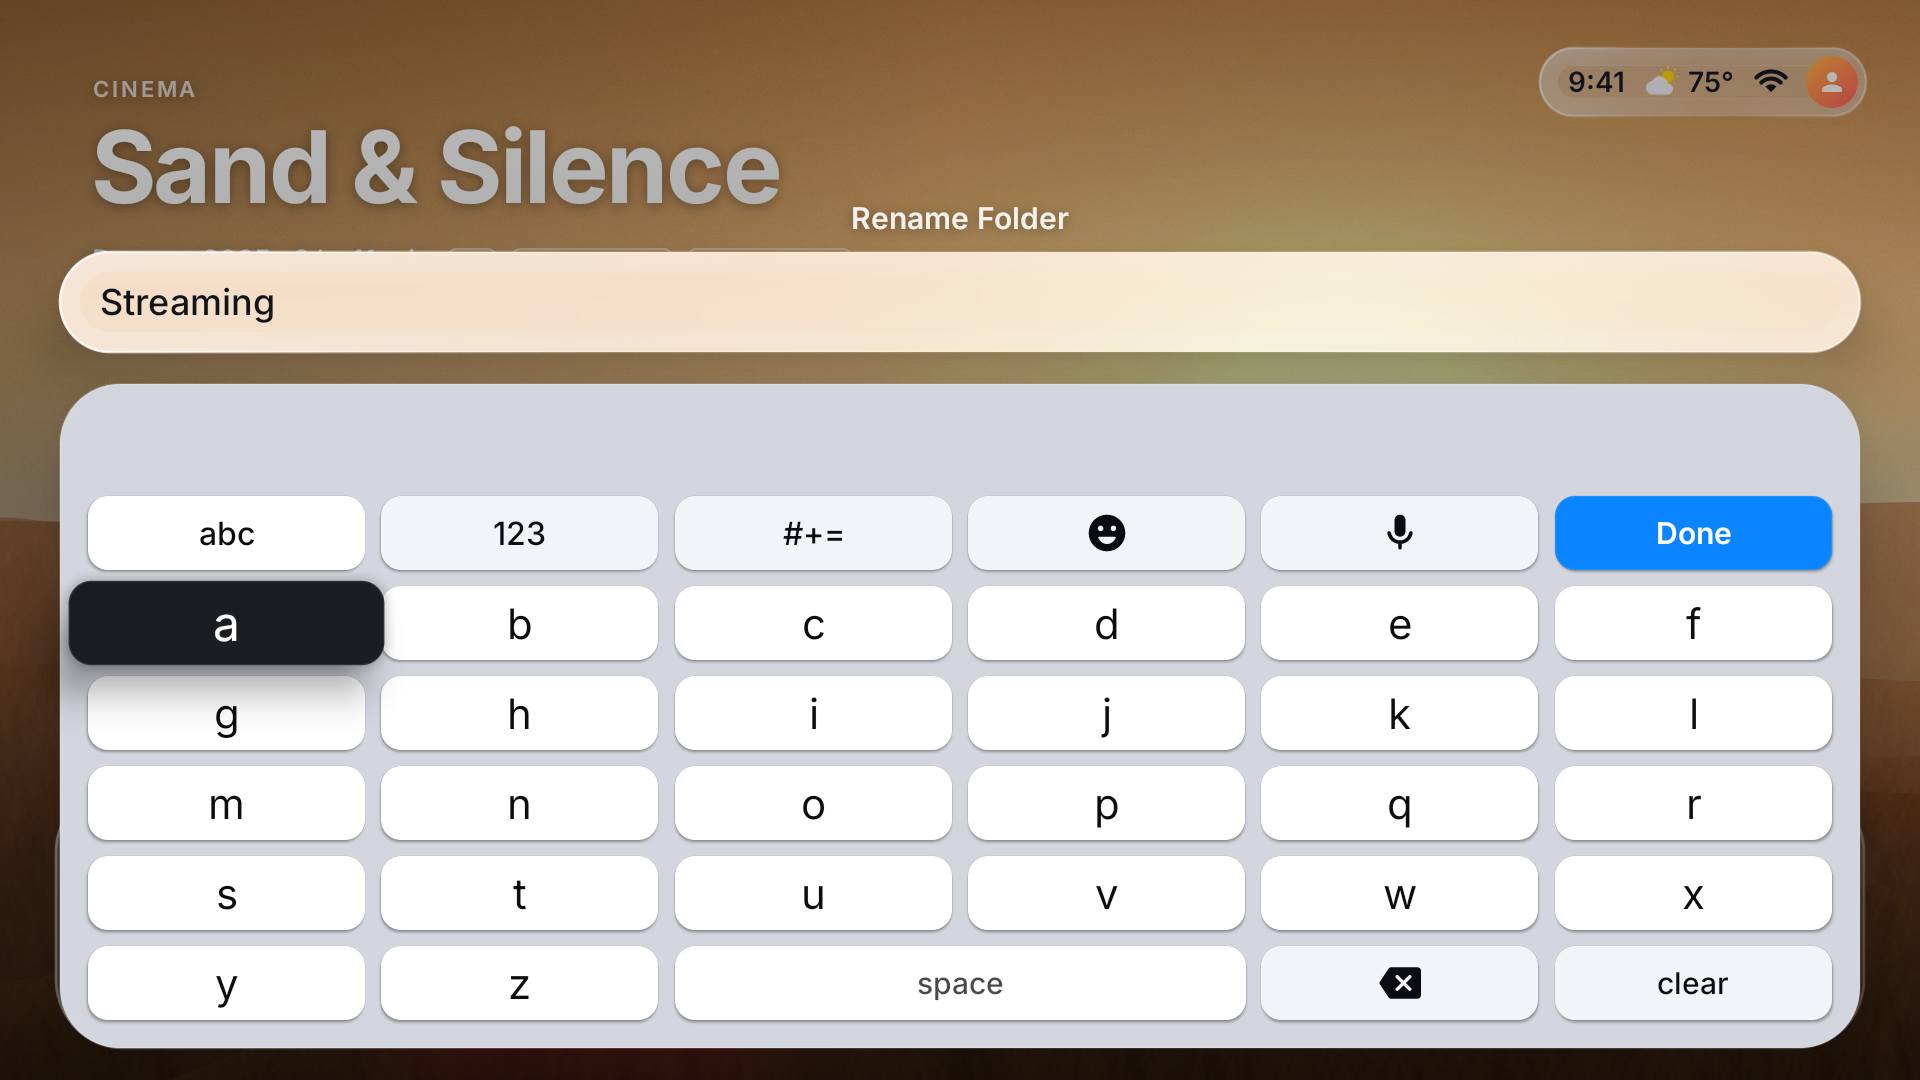 CINEMA
Sand & Silence
9:41 75°
Rename Folder
Streaming
abc 123 #+= Done
a b c d e f
g h i j k l
m n o p q r
s t u v w x
y z space clear